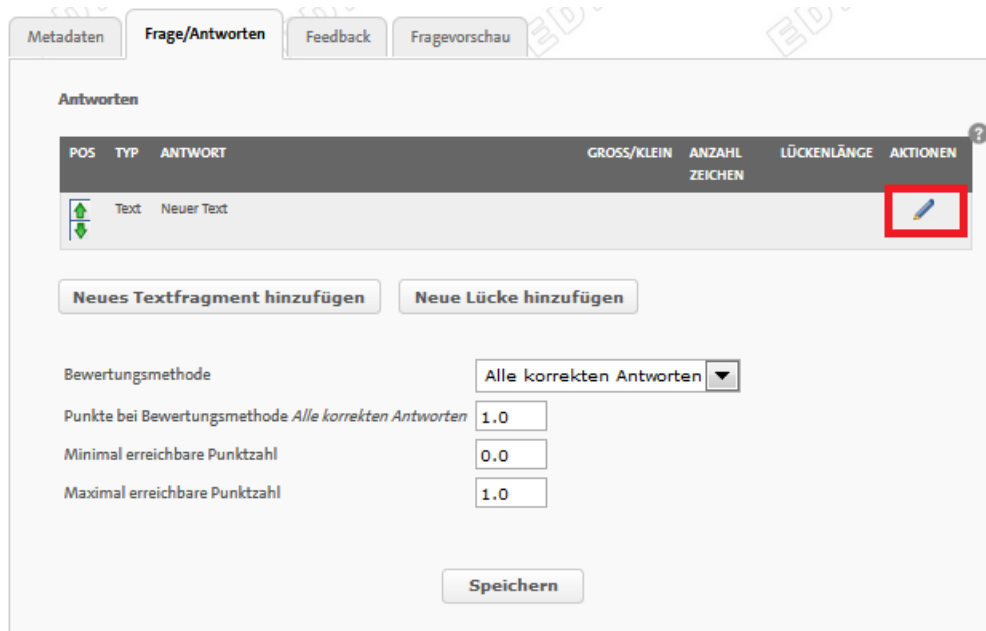 Metadaten Frage/Antworten Feedback Fragevorschau
Antworten
POS TYP ANTWORT GROSS/KLEIN ANZAHL ZEICHEN LÜCKENLÄNGE AKTIONEN
Text Neuer Text
Neues Textfragment hinzufügen Neue Lücke hinzufügen
Bewertungsmethode Alle korrekten Antworten
Punkte bei Bewertungsmethode Alle korrekten Antworten 1.0
Minimal erreichbare Punktzahl 0.0
Maximal erreichbare Punktzahl 1.0
Speichern